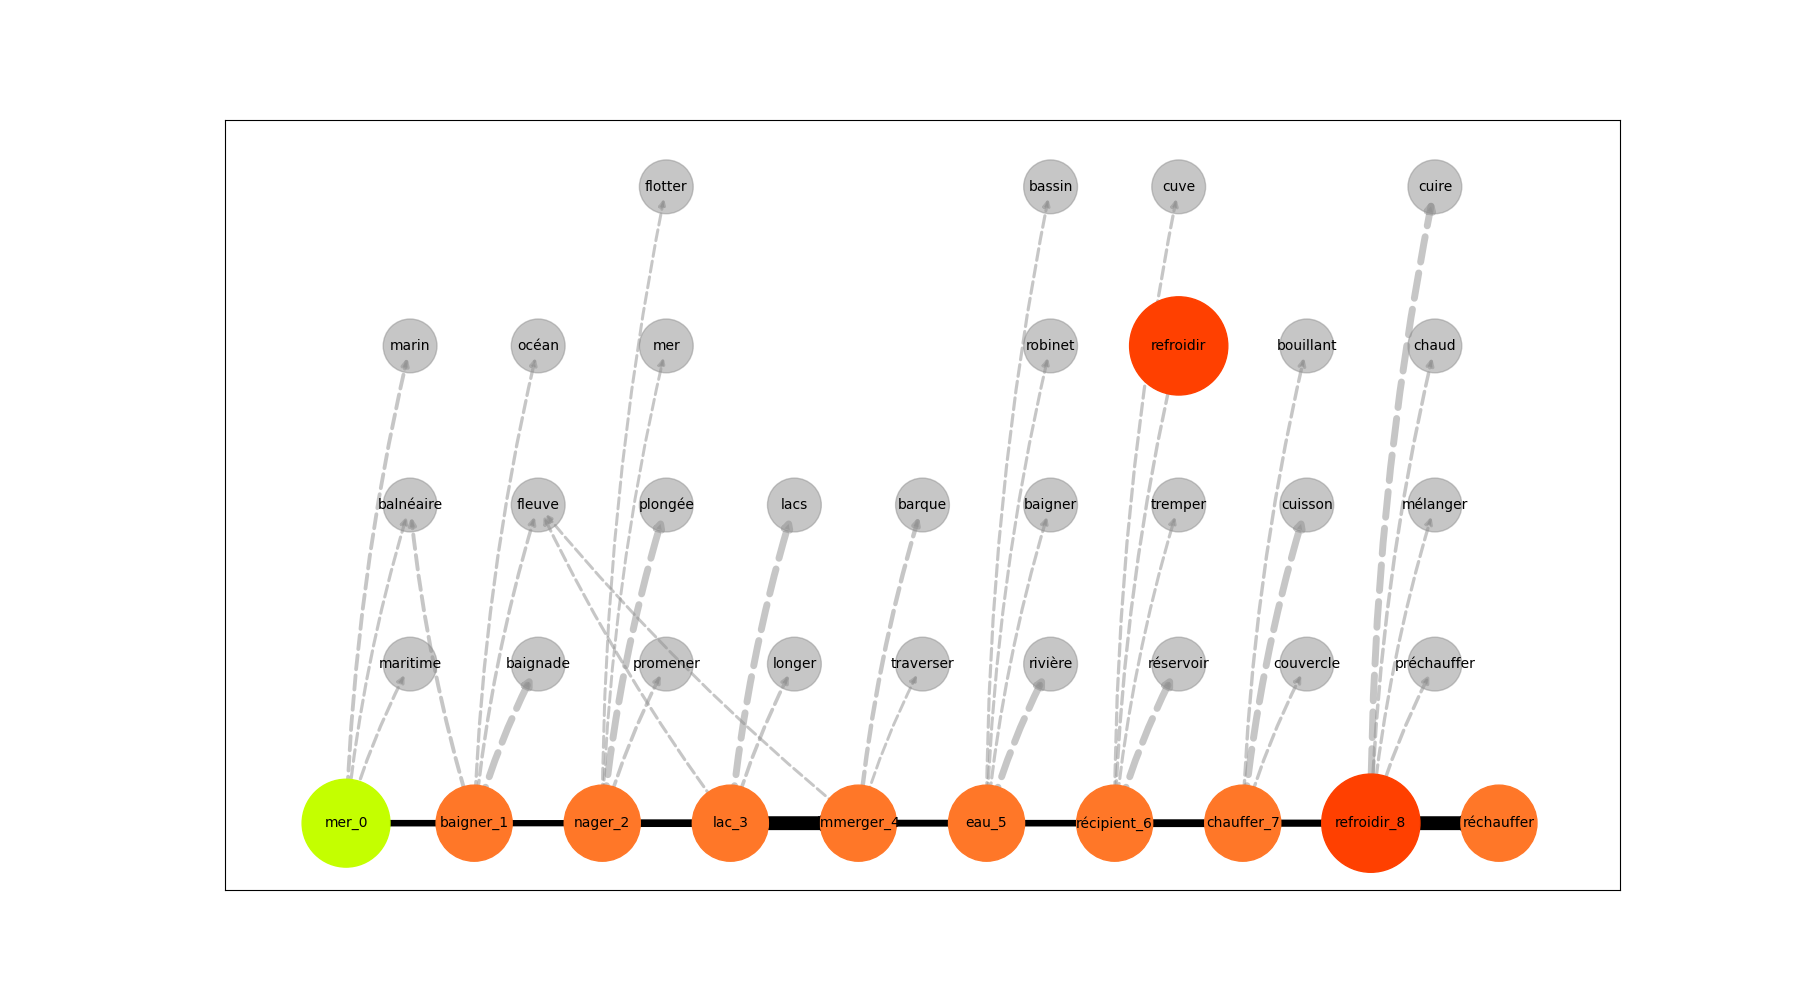 flotter bassin cuve cuire
marin océan mer robinet refroidir bouillant chaud
balnéaire fleuve plongée lacs barque baigner tremper cuisson mélanger
maritime baignade promener longer traverser rivière réservoir couvercle préchauffer
mer_0 baigner_1 nager_2 lac_3 mmerger_4 eau_5 récipient_6 chauffer_7 refroidir_8 réchauffer